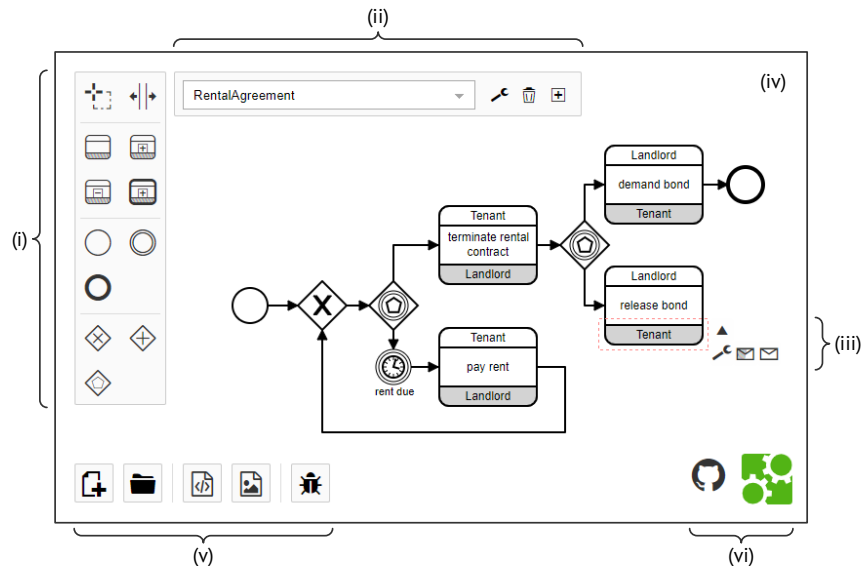 (ii)
(i)
RentalAgreement
(iv)
Landlord
demand bond
Tenant
Tenant
terminate rental
contract
Landlord
Landlord
release bond
Tenant
(iii)
Tenant
pay rent
Landlord
rent due
(v)
(vi)